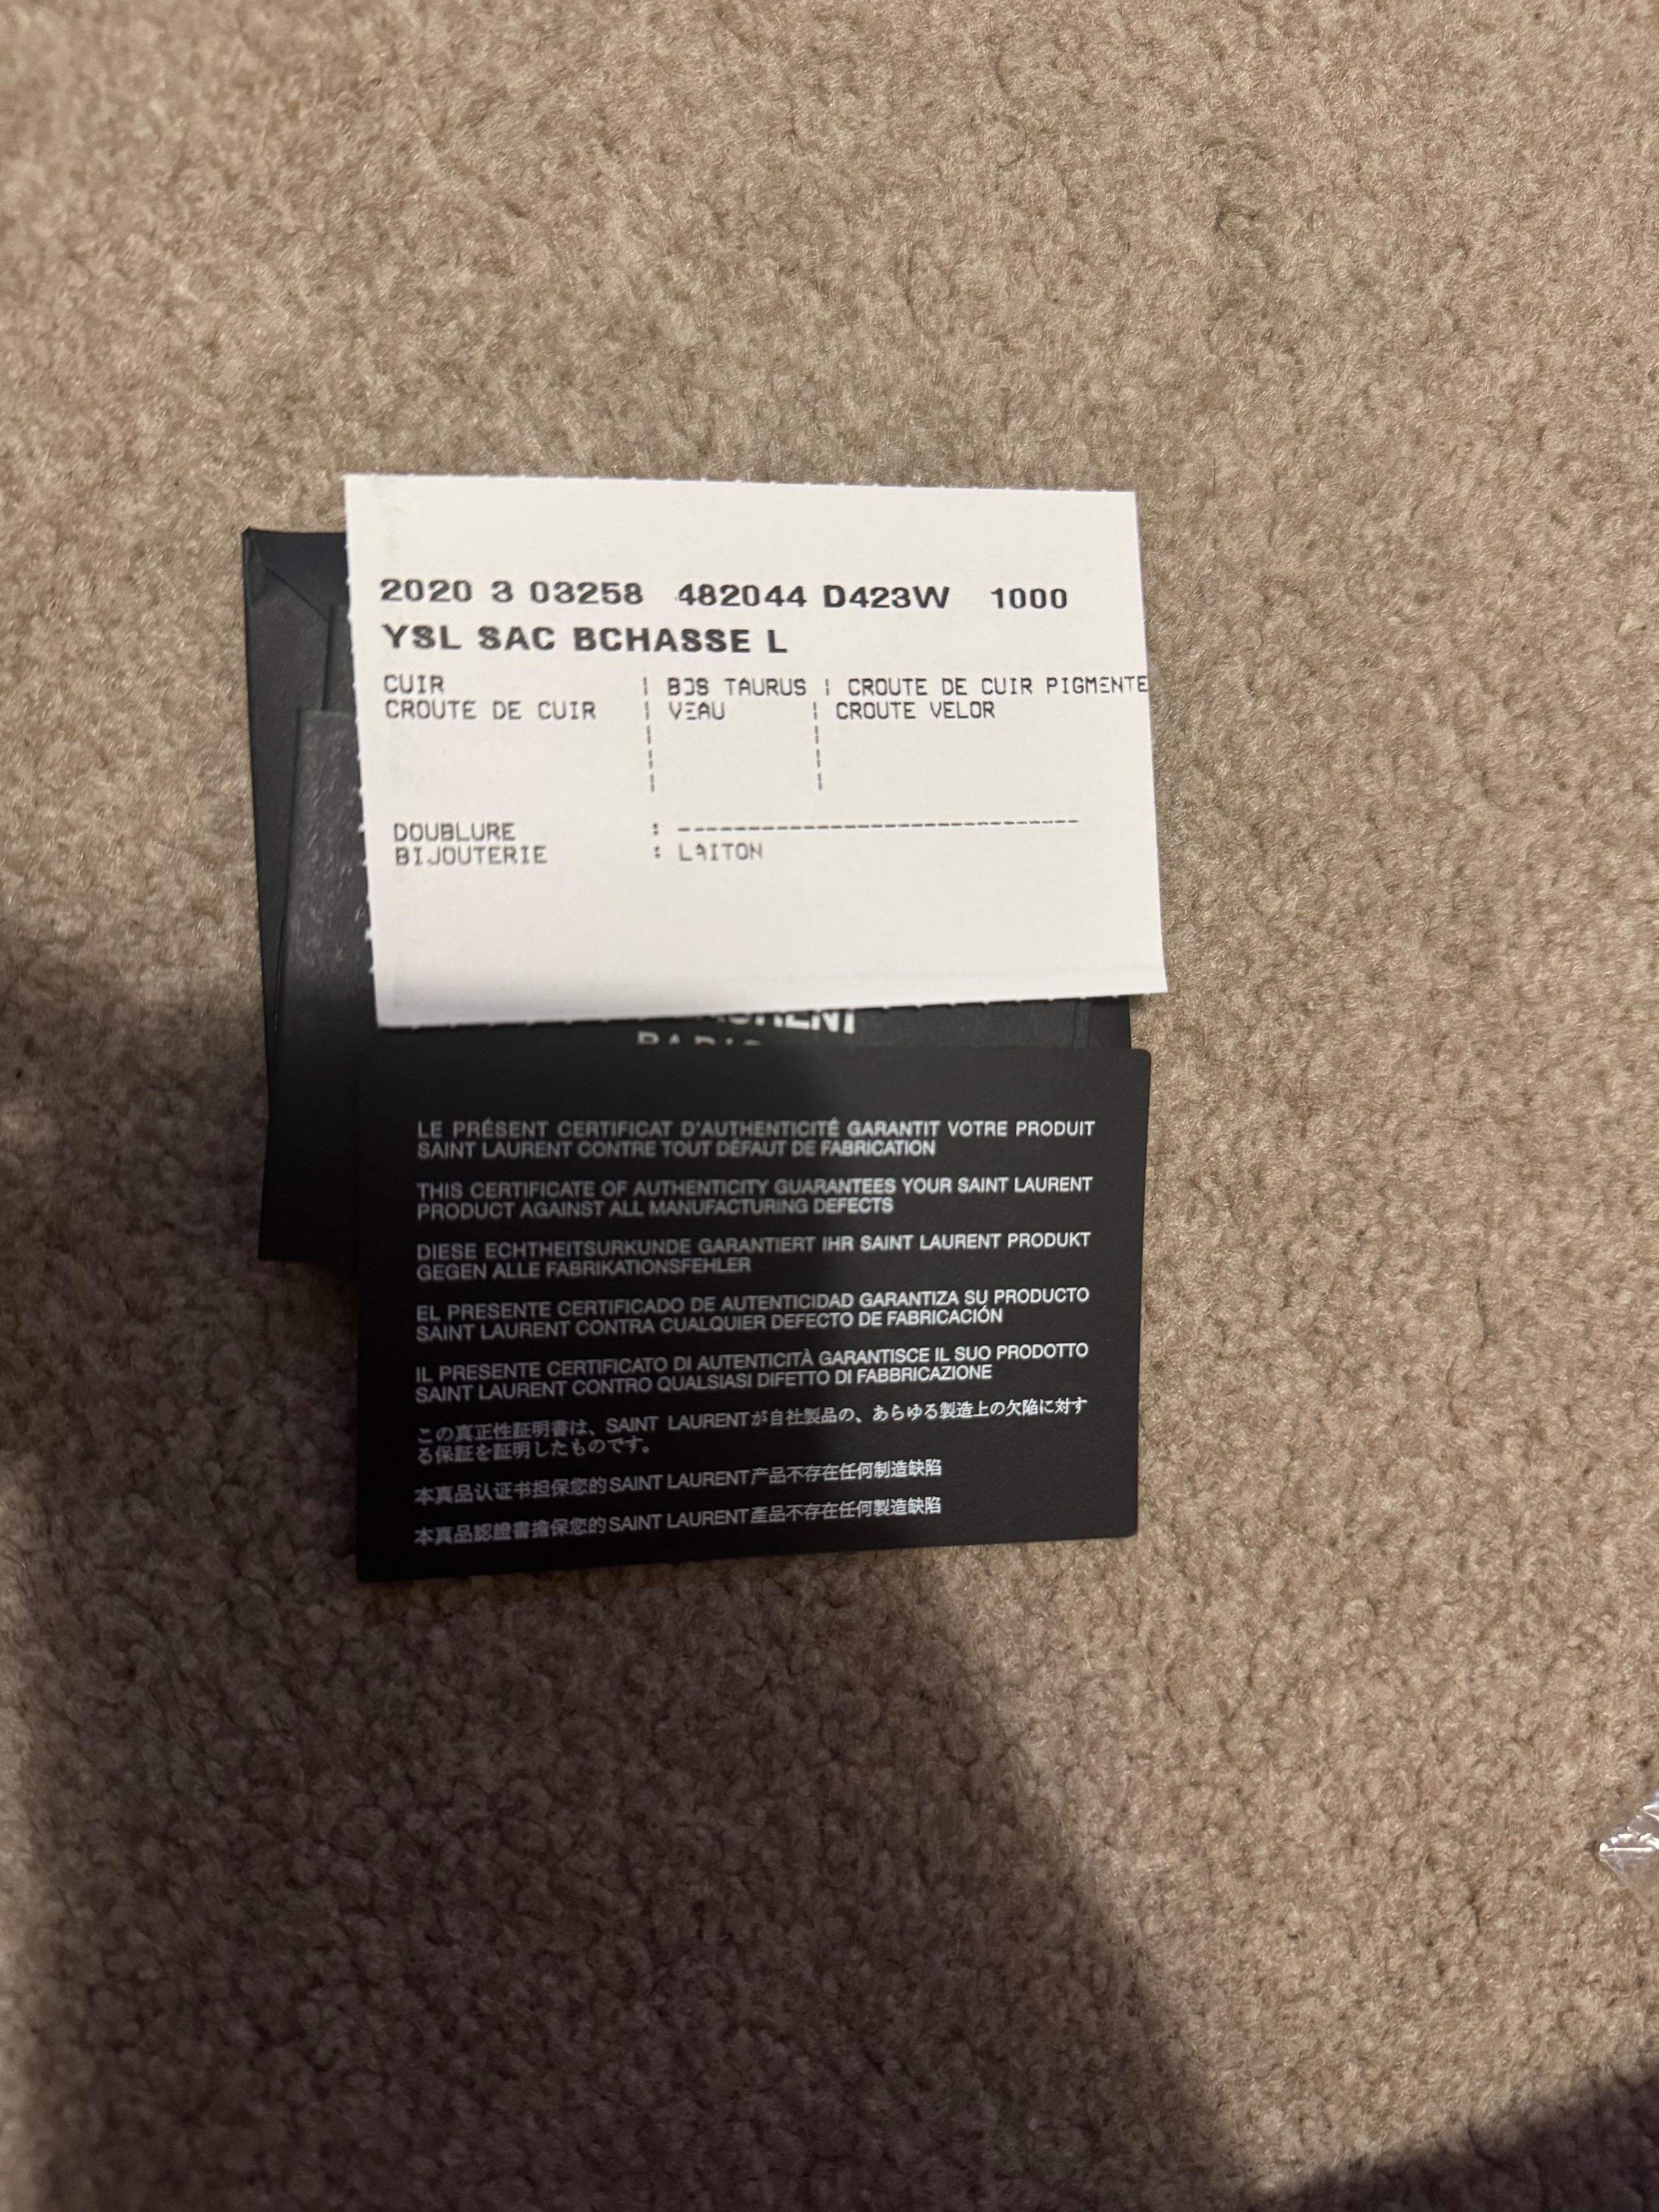 2020 3 03258 482044 D423W 1000
YSL SAC BCHASSE L
CUIR | BOS TAURUS | CROUTE DE CUIR PIGMENTE
CROUTE DE CUIR | VEAU | CROUTE VELOR
DOUBLURE : -----------------------------
BIJOUTERIE : LAITON
LE PRÉSENT CERTIFICAT D'AUTHENTICITÉ GARANTIT VOTRE PRODUIT
SAINT LAURENT CONTRE TOUT DÉFAUT DE FABRICATION
THIS CERTIFICATE OF AUTHENTICITY GUARANTEES YOUR SAINT LAURENT
PRODUCT AGAINST ALL MANUFACTURING DEFECTS
DIESE ECHTHEITSURKUNDE GARANTIERT IHR SAINT LAURENT PRODUKT
GEGEN ALLE FABRIKATIONSFEHLER
EL PRESENTE CERTIFICADO DE AUTENTICIDAD GARANTIZA SU PRODUCTO
SAINT LAURENT CONTRA CUALQUIER DEFECTO DE FABRICACIÓN
IL PRESENTE CERTIFICATO DI AUTENTICITÀ GARANTISCE IL SUO PRODOTTO
SAINT LAURENT CONTRO QUALSIASI DIFETTO DI FABBRICAZIONE
この真正性証明書は、SAINT LAURENTが自社製品の、あらゆる製造上の欠陥に対す
る保証を証明したものです。
本真品认证书担保您的SAINT LAURENT产品不存在任何制造缺陷
本真品認證書擔保您的SAINT LAURENT產品不存在任何製造缺陷